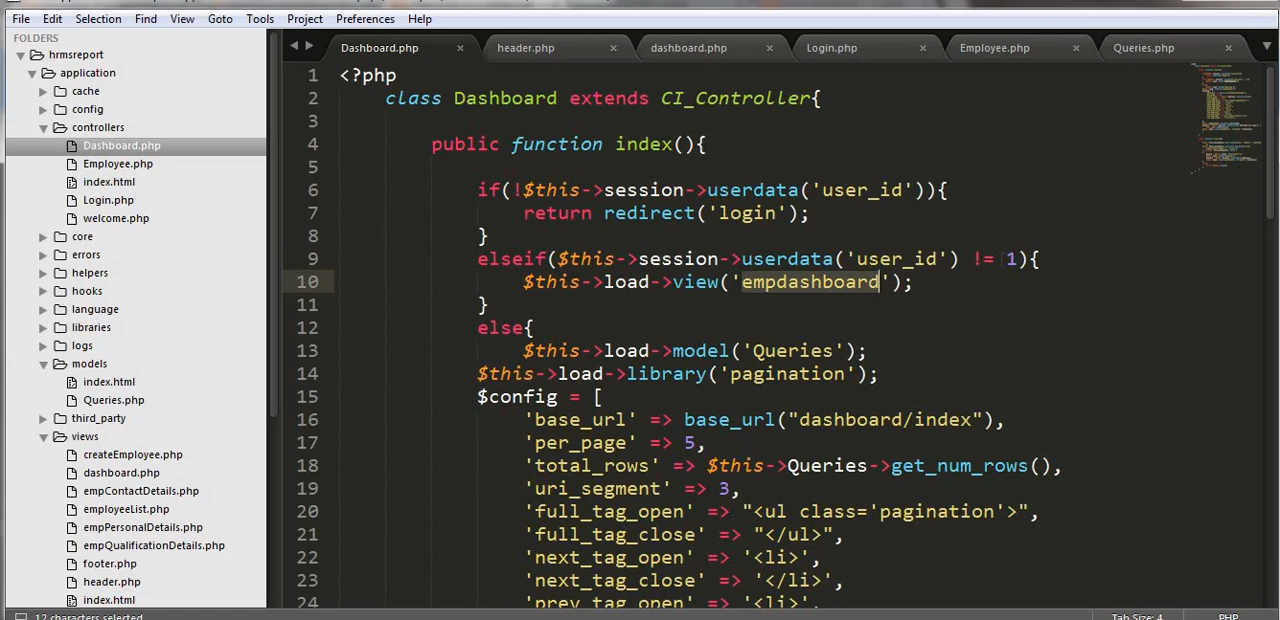 File Edit Selection Find View Goto Tools Project Preferences Help
FOLDERS
hrmsreport
application
cache
config
controllers
Dashboard.php
Employee.php
index.html
Login.php
welcome.php
core
errors
helpers
hooks
language
libraries
logs
models
index.html
Queries.php
third_party
views
createEmployee.php
dashboard.php
empContactDetails.php
employeeList.php
empPersonalDetails.php
empQualificationDetails.php
footer.php
header.php
index.html
Dashboard.php × header.php × dashboard.php × Login.php × Employee.php × Queries.php ×
1 <?php
2 class Dashboard extends CI_Controller{
3
4 public function index(){
5
6 if(!$this->session->userdata('user_id')){
7 return redirect('login');
8 }
9 elseif($this->session->userdata('user_id') != 1){
10 $this->load->view('empdashboard');
11 }
12 else{
13 $this->load->model('Queries');
14 $this->load->library('pagination');
15 $config = [
16 'base_url' => base_url("dashboard/index"),
17 'per_page' => 5,
18 'total_rows' => $this->Queries->get_num_rows(),
19 'uri_segment' => 3,
20 'full_tag_open' => "<ul class='pagination'>",
21 'full_tag_close' => "</ul>",
22 'next_tag_open' => '<li>',
23 'next_tag_close' => '</li>',
24 'prev_tag_open' => '<li>',
12 characters selected Tab Size: 4 PHP